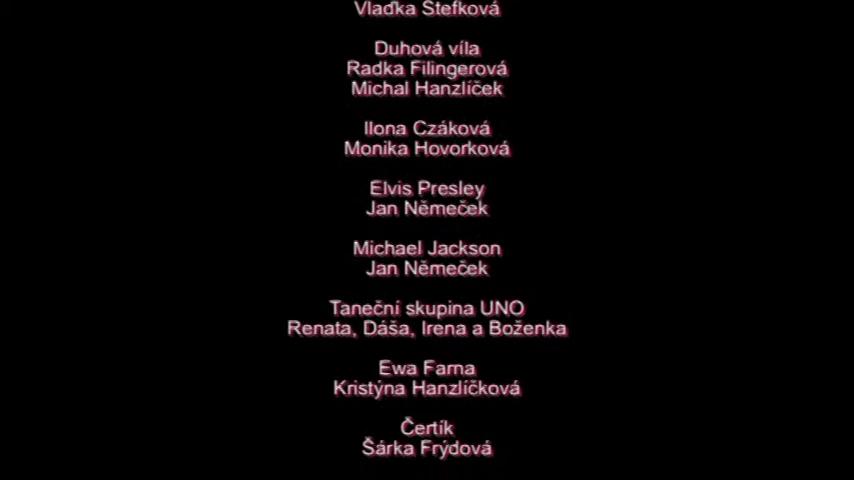 Vlaďka Štefková
Duhová víla
Radka Filingerová
Michal Hanzlíček
Ilona Czáková
Monika Hovorková
Elvis Presley
Jan Němeček
Michael Jackson
Jan Němeček
Taneční skupina UNO
Renata, Dáša, Irena a Boženka
Ewa Farna
Kristýna Hanzlíčková
Čertík
Šárka Frýdová